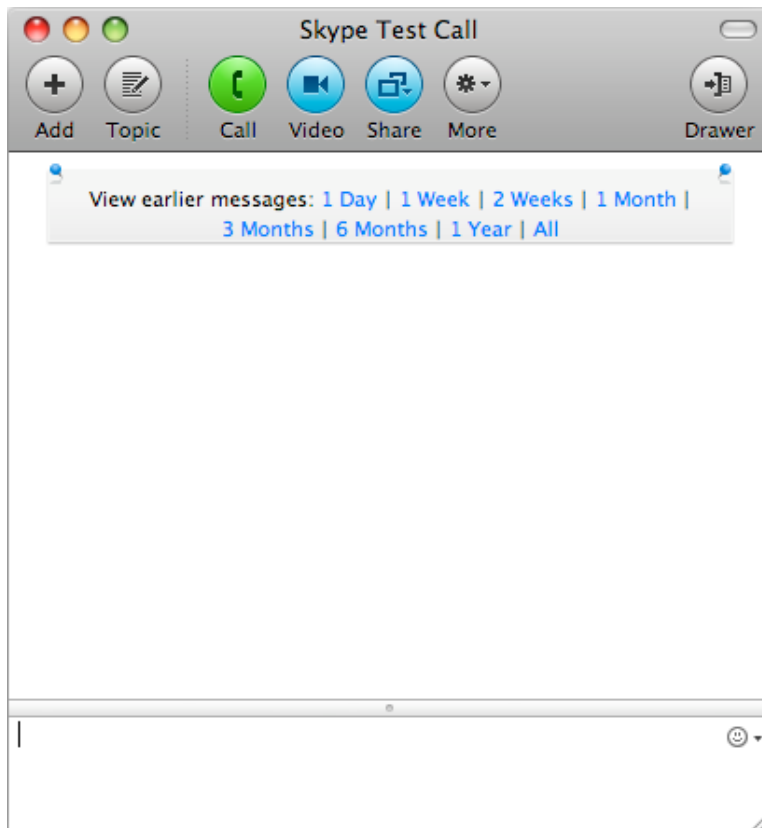 Skype Test Call
Add Topic Call Video Share More Drawer
View earlier messages: 1 Day | 1 Week | 2 Weeks | 1 Month |
3 Months | 6 Months | 1 Year | All